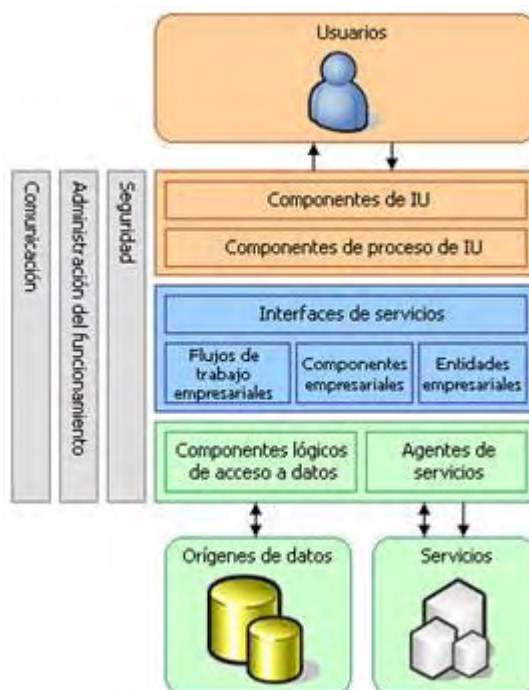 Usuarios
Comunicación
Administración del funcionamiento
Seguridad
Componentes de IU
Componentes de proceso de IU
Interfaces de servicios
Flujos de
trabajo
empresariales
Componentes
empresariales
Entidades
empresariales
Componentes lógicos
de acceso a datos
Agentes de
servicios
Orígenes de datos
Servicios